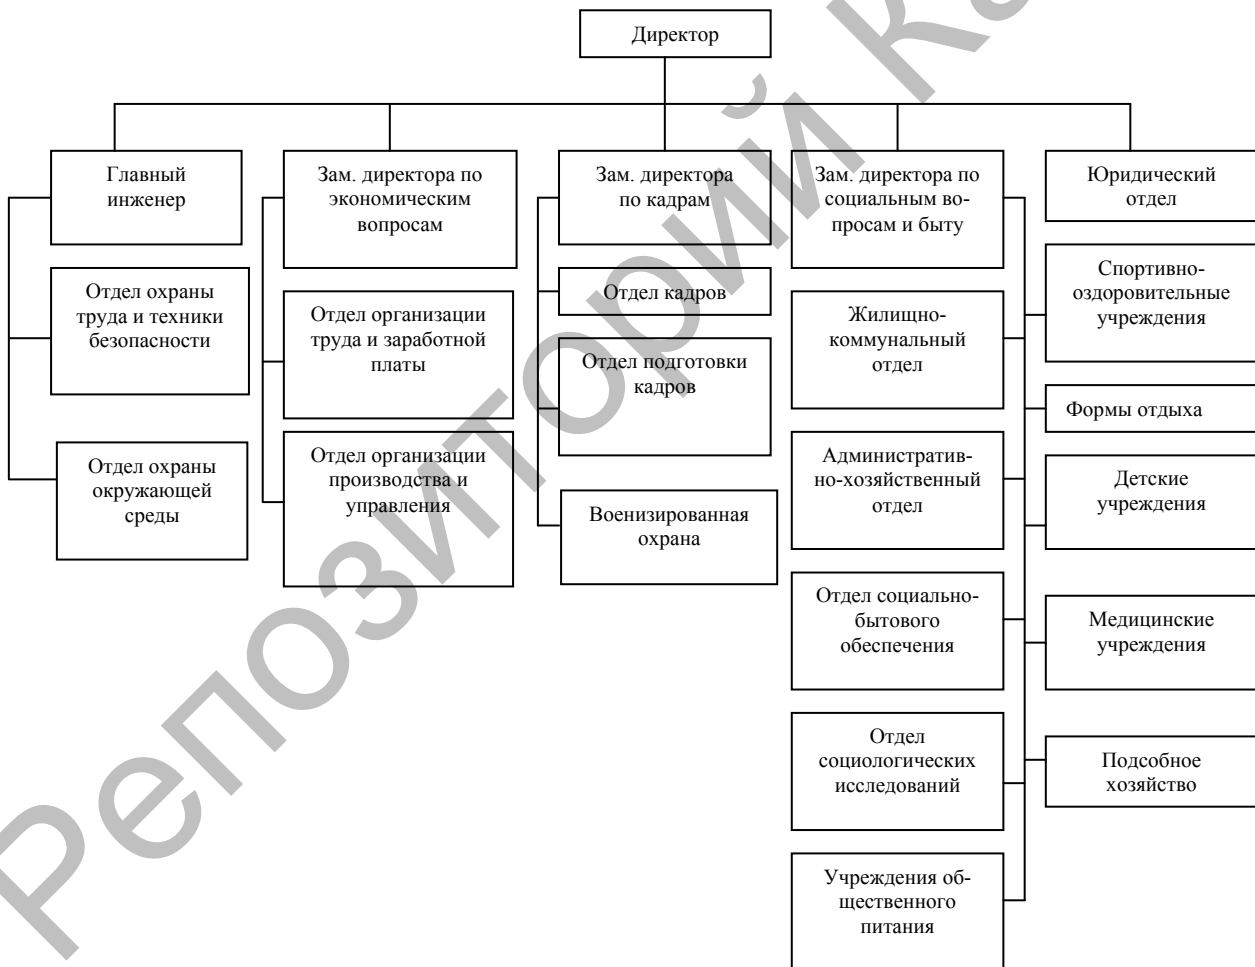 Директор
Главный
инженер
Зам. директора по
экономическим
вопросам
Зам. директора
по кадрам
Зам. директора по
социальным во-
просам и быту
Юридический
отдел
Отдел охраны
труда и техники
безопасности
Отдел охраны
окружающей
среды
Отдел организации
труда и заработной
платы
Отдел организации
производства и
управления
Отдел кадров
Отдел подготовки
кадров
Военизированная
охрана
Жилищно-
коммунальный
отдел
Административ-
но-хозяйственный
отдел
Отдел социально-
бытового
обеспечения
Отдел
социологических
исследований
Учреждения об-
щественного
питания
Спортивно-
оздоровительные
учреждения
Формы отдыха
Детские
учреждения
Медицинские
учреждения
Подсобное
хозяйство
Репозиторий